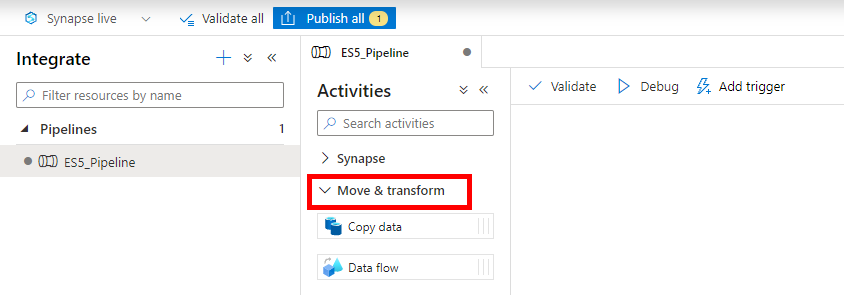 Synapse live
Validate all
Publish all 1
Integrate
Filter resources by name
Pipelines 1
ES5_Pipeline
ES5_Pipeline
Activities
Search activities
Synapse
Move & transform
Copy data
Data flow
Validate
Debug
Add trigger